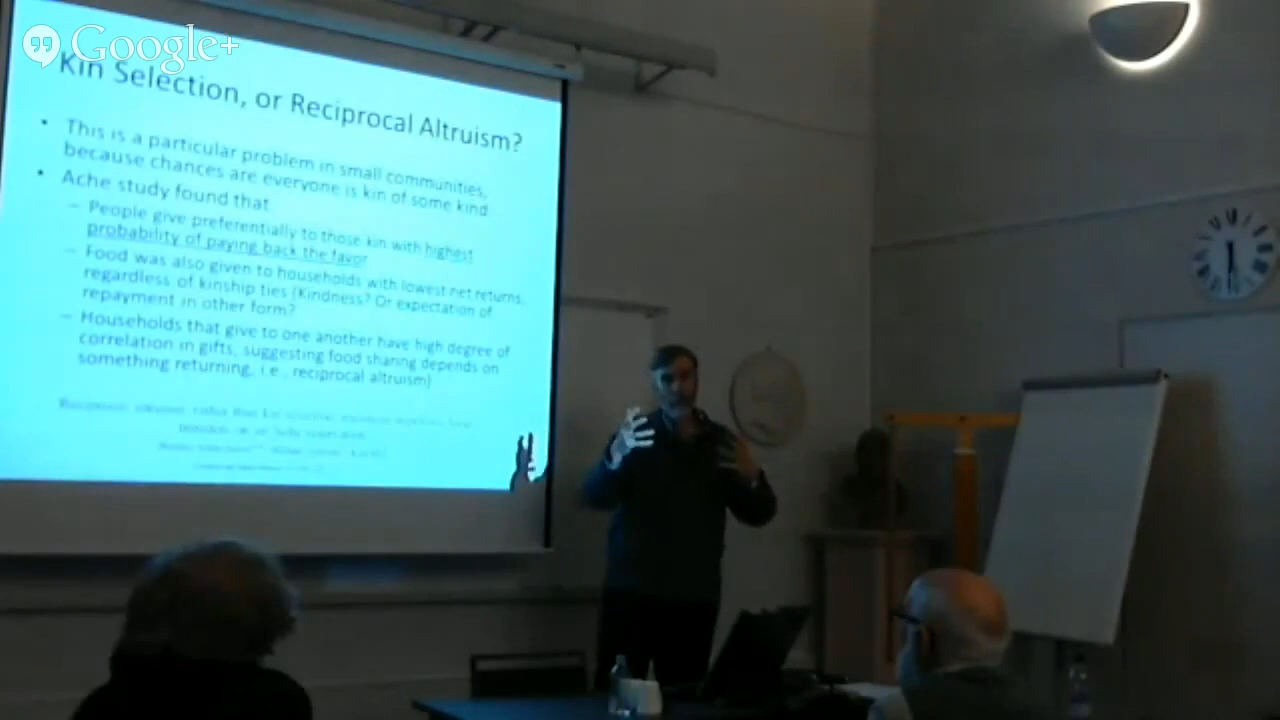 Google+
Kin Selection, or Reciprocal Altruism?
• This is a particular problem in small communities,
because chances are everyone is kin of some kind
• Ache study found that
– People give preferentially to those kin with highest
probability of paying back the favor
– Food was also given to households with lowest net returns,
regardless of kinship ties (Kindness? Or expectation of
repayment in other form?
– Households that give to one another have high degree of
correlation in gifts, suggesting food sharing depends on
something returning, i.e., reciprocal altruism)